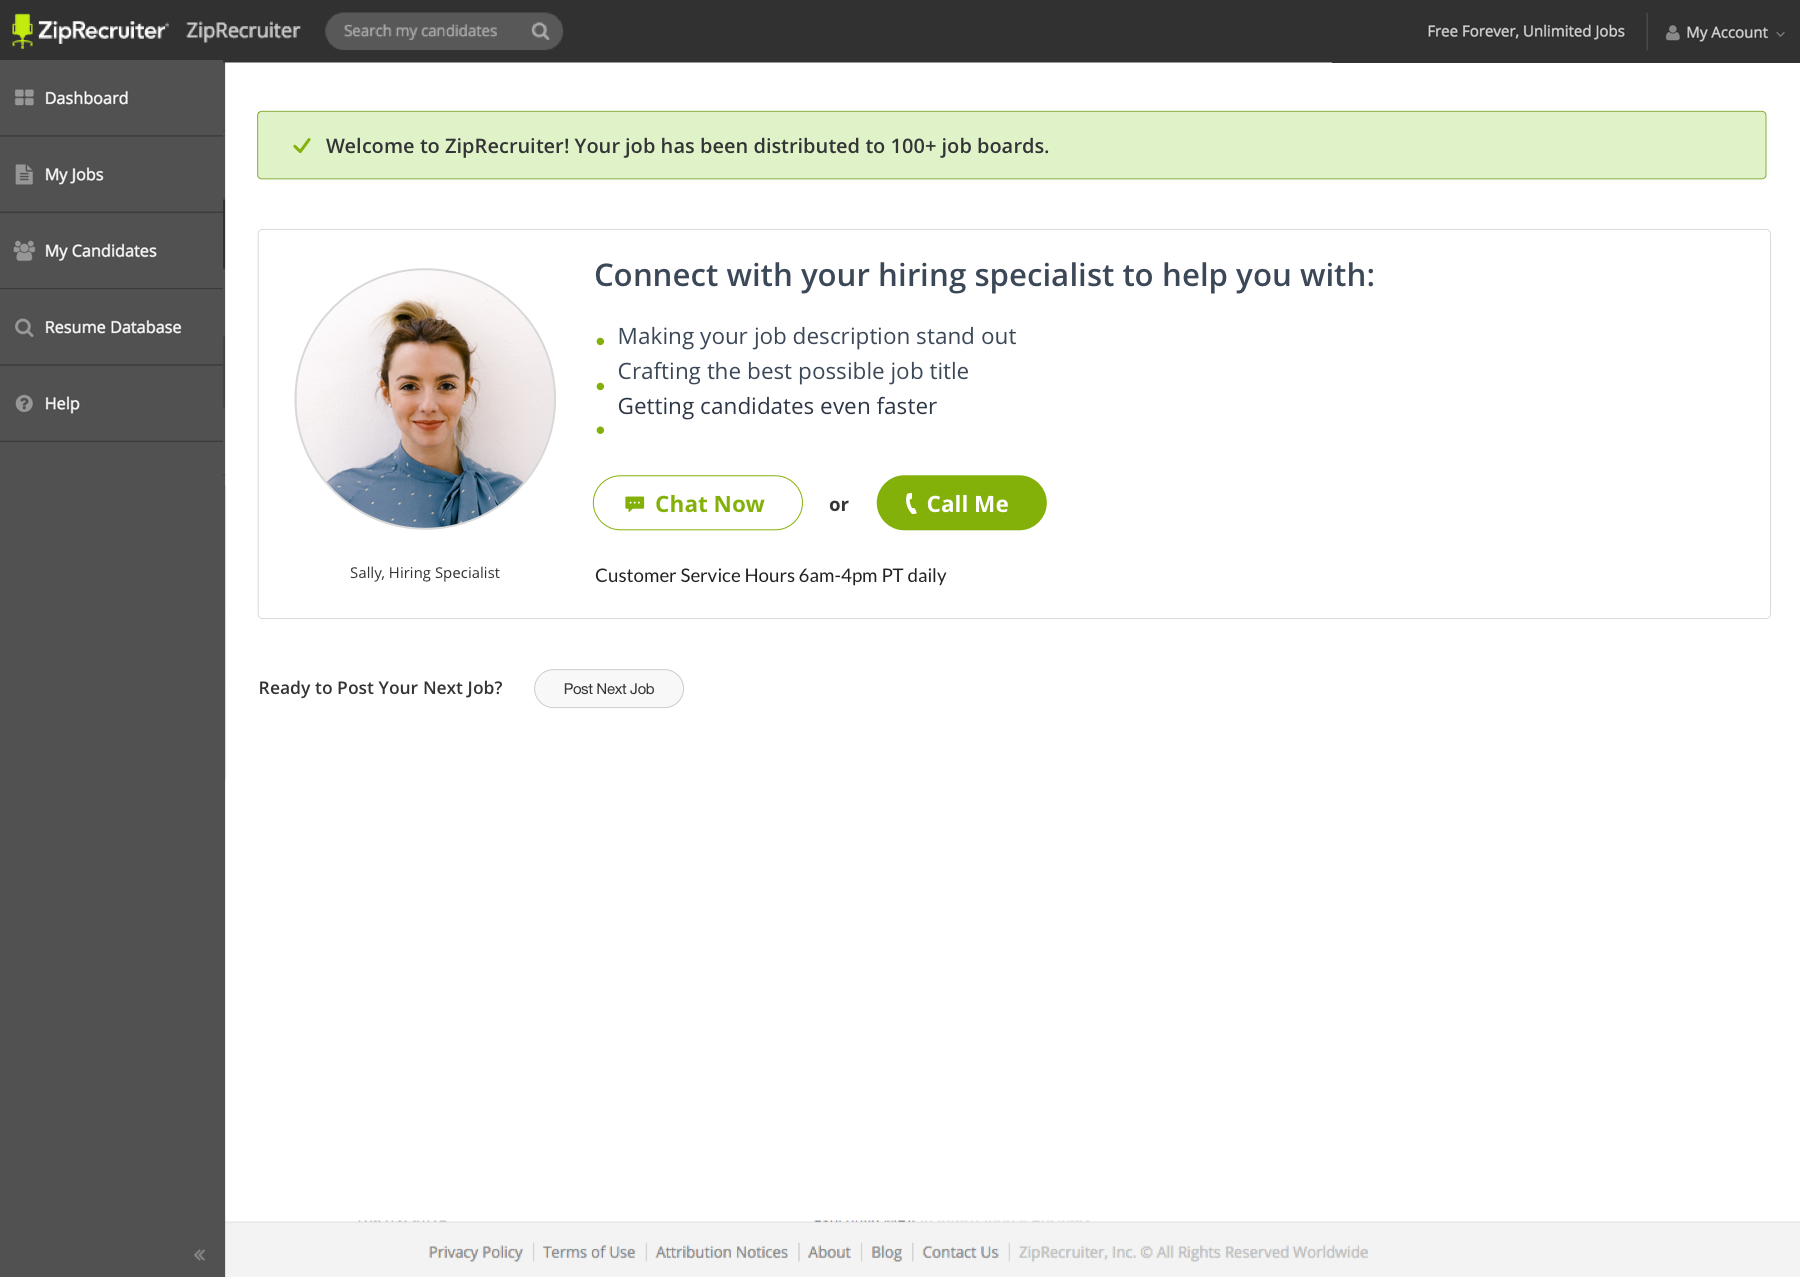 ZipRecruiter ZipRecruiter Search my candidates Free Forever, Unlimited Jobs My Account
Dashboard
My Jobs
My Candidates
Resume Database
Help
Welcome to ZipRecruiter! Your job has been distributed to 100+ job boards.
Connect with your hiring specialist to help you with:
Making your job description stand out
Crafting the best possible job title
Getting candidates even faster
Chat Now or Call Me
Sally, Hiring Specialist
Customer Service Hours 6am-4pm PT daily
Ready to Post Your Next Job? Post Next Job
Privacy Policy Terms of Use Attribution Notices About Blog Contact Us ZipRecruiter, Inc. © All Rights Reserved Worldwide